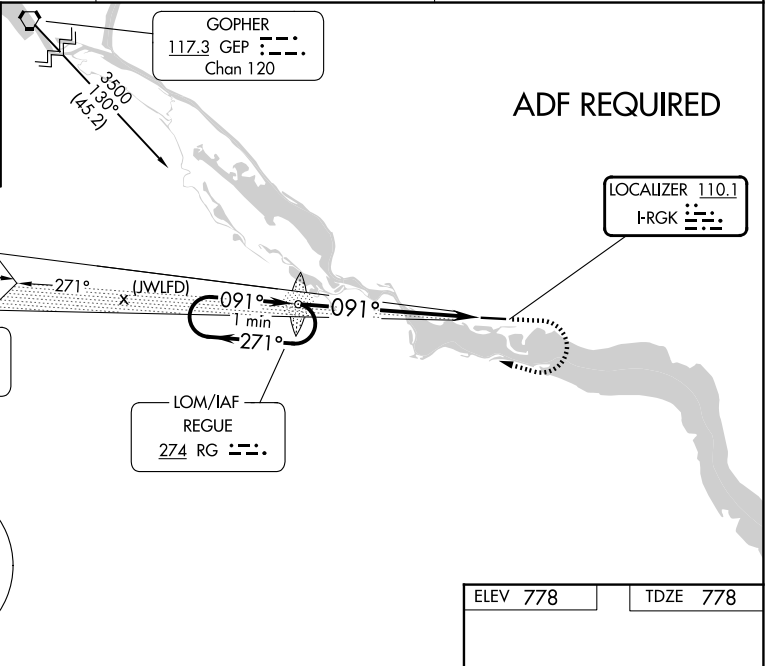 GOPHER
117.3 GEP
Chan 120
3500
130°
(45.2)
ADF REQUIRED
LOCALIZER 110.1
I-RGK
271°
x (JWLFD)
091°
091°
1 min
271°
LOM/IAF
REGUE
274 RG
ELEV 778
TDZE 778